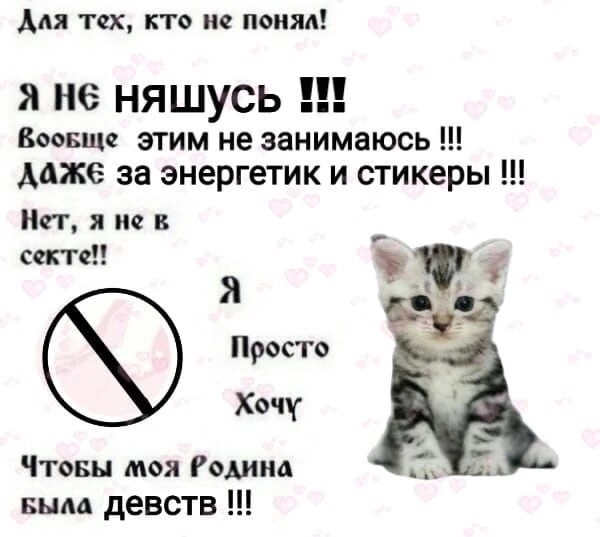 Для тех, кто не понял!
Я НЕ няшусь !!!
Вообще этим не занимаюсь !!!
ДАЖЕ за энергетик и стикеры !!!
Нет, я не в
секте!!
Я
Просто
Хочу
Чтобы моя Родина
была девств !!!